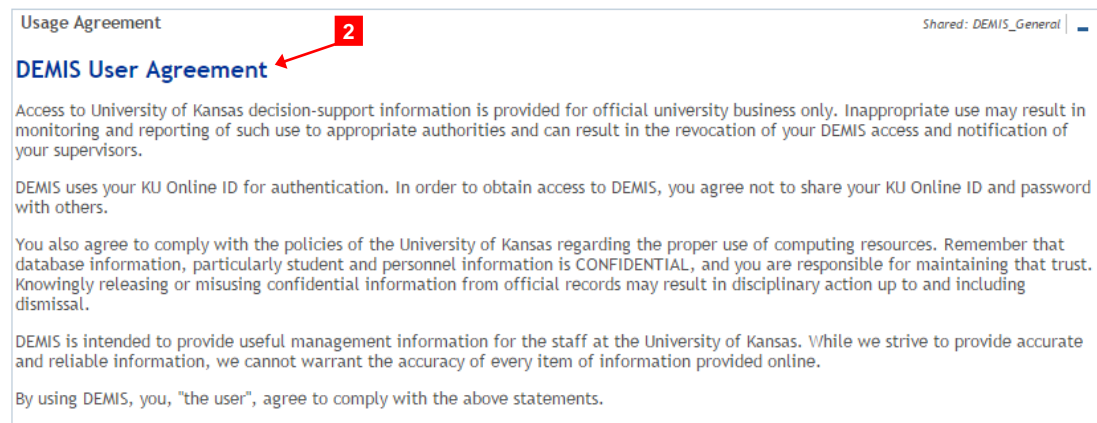 Usage Agreement
Shared: DEMIS_General
2
DEMIS User Agreement
Access to University of Kansas decision-support information is provided for official university business only. Inappropriate use may result in
monitoring and reporting of such use to appropriate authorities and can result in the revocation of your DEMIS access and notification of
your supervisors.
DEMIS uses your KU Online ID for authentication. In order to obtain access to DEMIS, you agree not to share your KU Online ID and password
with others.
You also agree to comply with the policies of the University of Kansas regarding the proper use of computing resources. Remember that
database information, particularly student and personnel information is CONFIDENTIAL, and you are responsible for maintaining that trust.
Knowingly releasing or misusing confidential information from official records may result in disciplinary action up to and including
dismissal.
DEMIS is intended to provide useful management information for the staff at the University of Kansas. While we strive to provide accurate
and reliable information, we cannot warrant the accuracy of every item of information provided online.
By using DEMIS, you, "the user", agree to comply with the above statements.